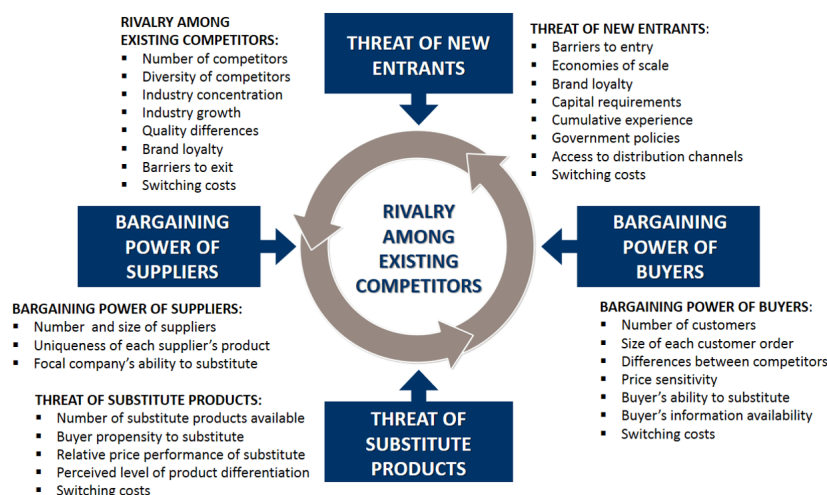 RIVALRY AMONG
EXISTING COMPETITORS:
▪ Number of competitors
▪ Diversity of competitors
▪ Industry concentration
▪ Industry growth
▪ Quality differences
▪ Brand loyalty
▪ Barriers to exit
▪ Switching costs
THREAT OF NEW
ENTRANTS
THREAT OF NEW ENTRANTS:
▪ Barriers to entry
▪ Economies of scale
▪ Brand loyalty
▪ Capital requirements
▪ Cumulative experience
▪ Government policies
▪ Access to distribution channels
▪ Switching costs
BARGAINING
POWER OF
SUPPLIERS
RIVALRY
AMONG
EXISTING
COMPETITORS
BARGAINING
POWER OF
BUYERS
BARGAINING POWER OF SUPPLIERS:
▪ Number and size of suppliers
▪ Uniqueness of each supplier's product
▪ Focal company's ability to substitute
BARGAINING POWER OF BUYERS:
▪ Number of customers
▪ Size of each customer order
▪ Differences between competitors
▪ Price sensitivity
▪ Buyer's ability to substitute
▪ Buyer's information availability
▪ Switching costs
THREAT OF SUBSTITUTE PRODUCTS:
▪ Number of substitute products available
▪ Buyer propensity to substitute
▪ Relative price performance of substitute
▪ Perceived level of product differentiation
▪ Switching costs
THREAT OF
SUBSTITUTE
PRODUCTS